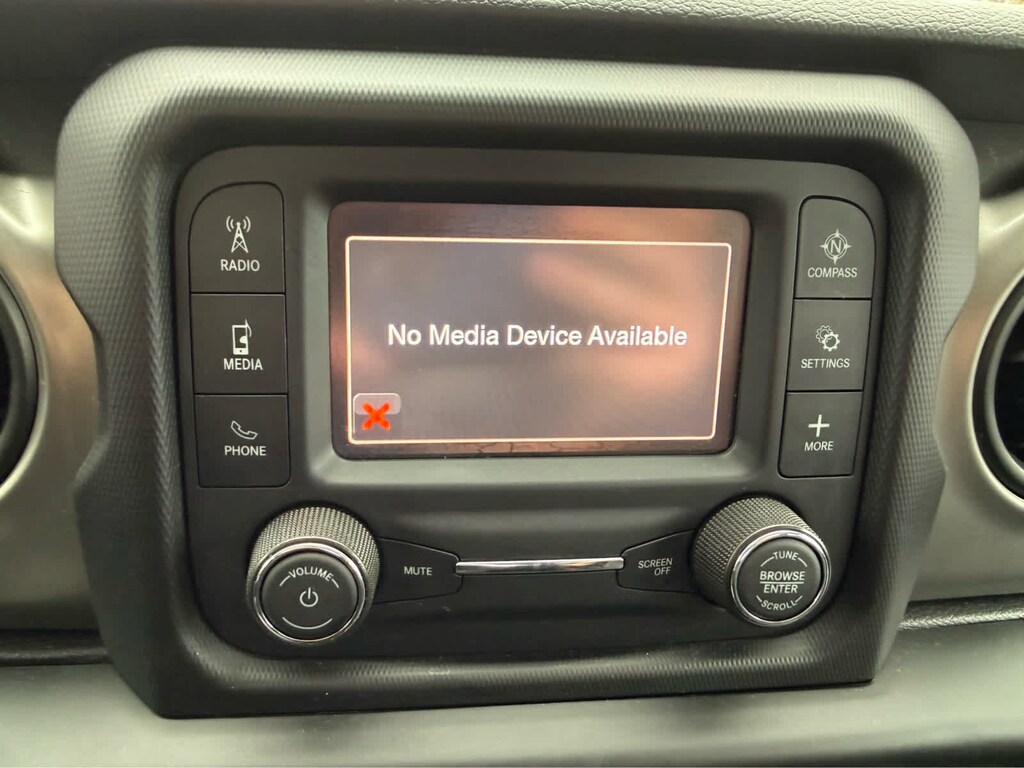 RADIO
MEDIA
PHONE
No Media Device Available
N
COMPASS
SETTINGS
MORE
VOLUME
MUTE
SCREEN
OFF
TUNE
BROWSE
ENTER
SCROLL